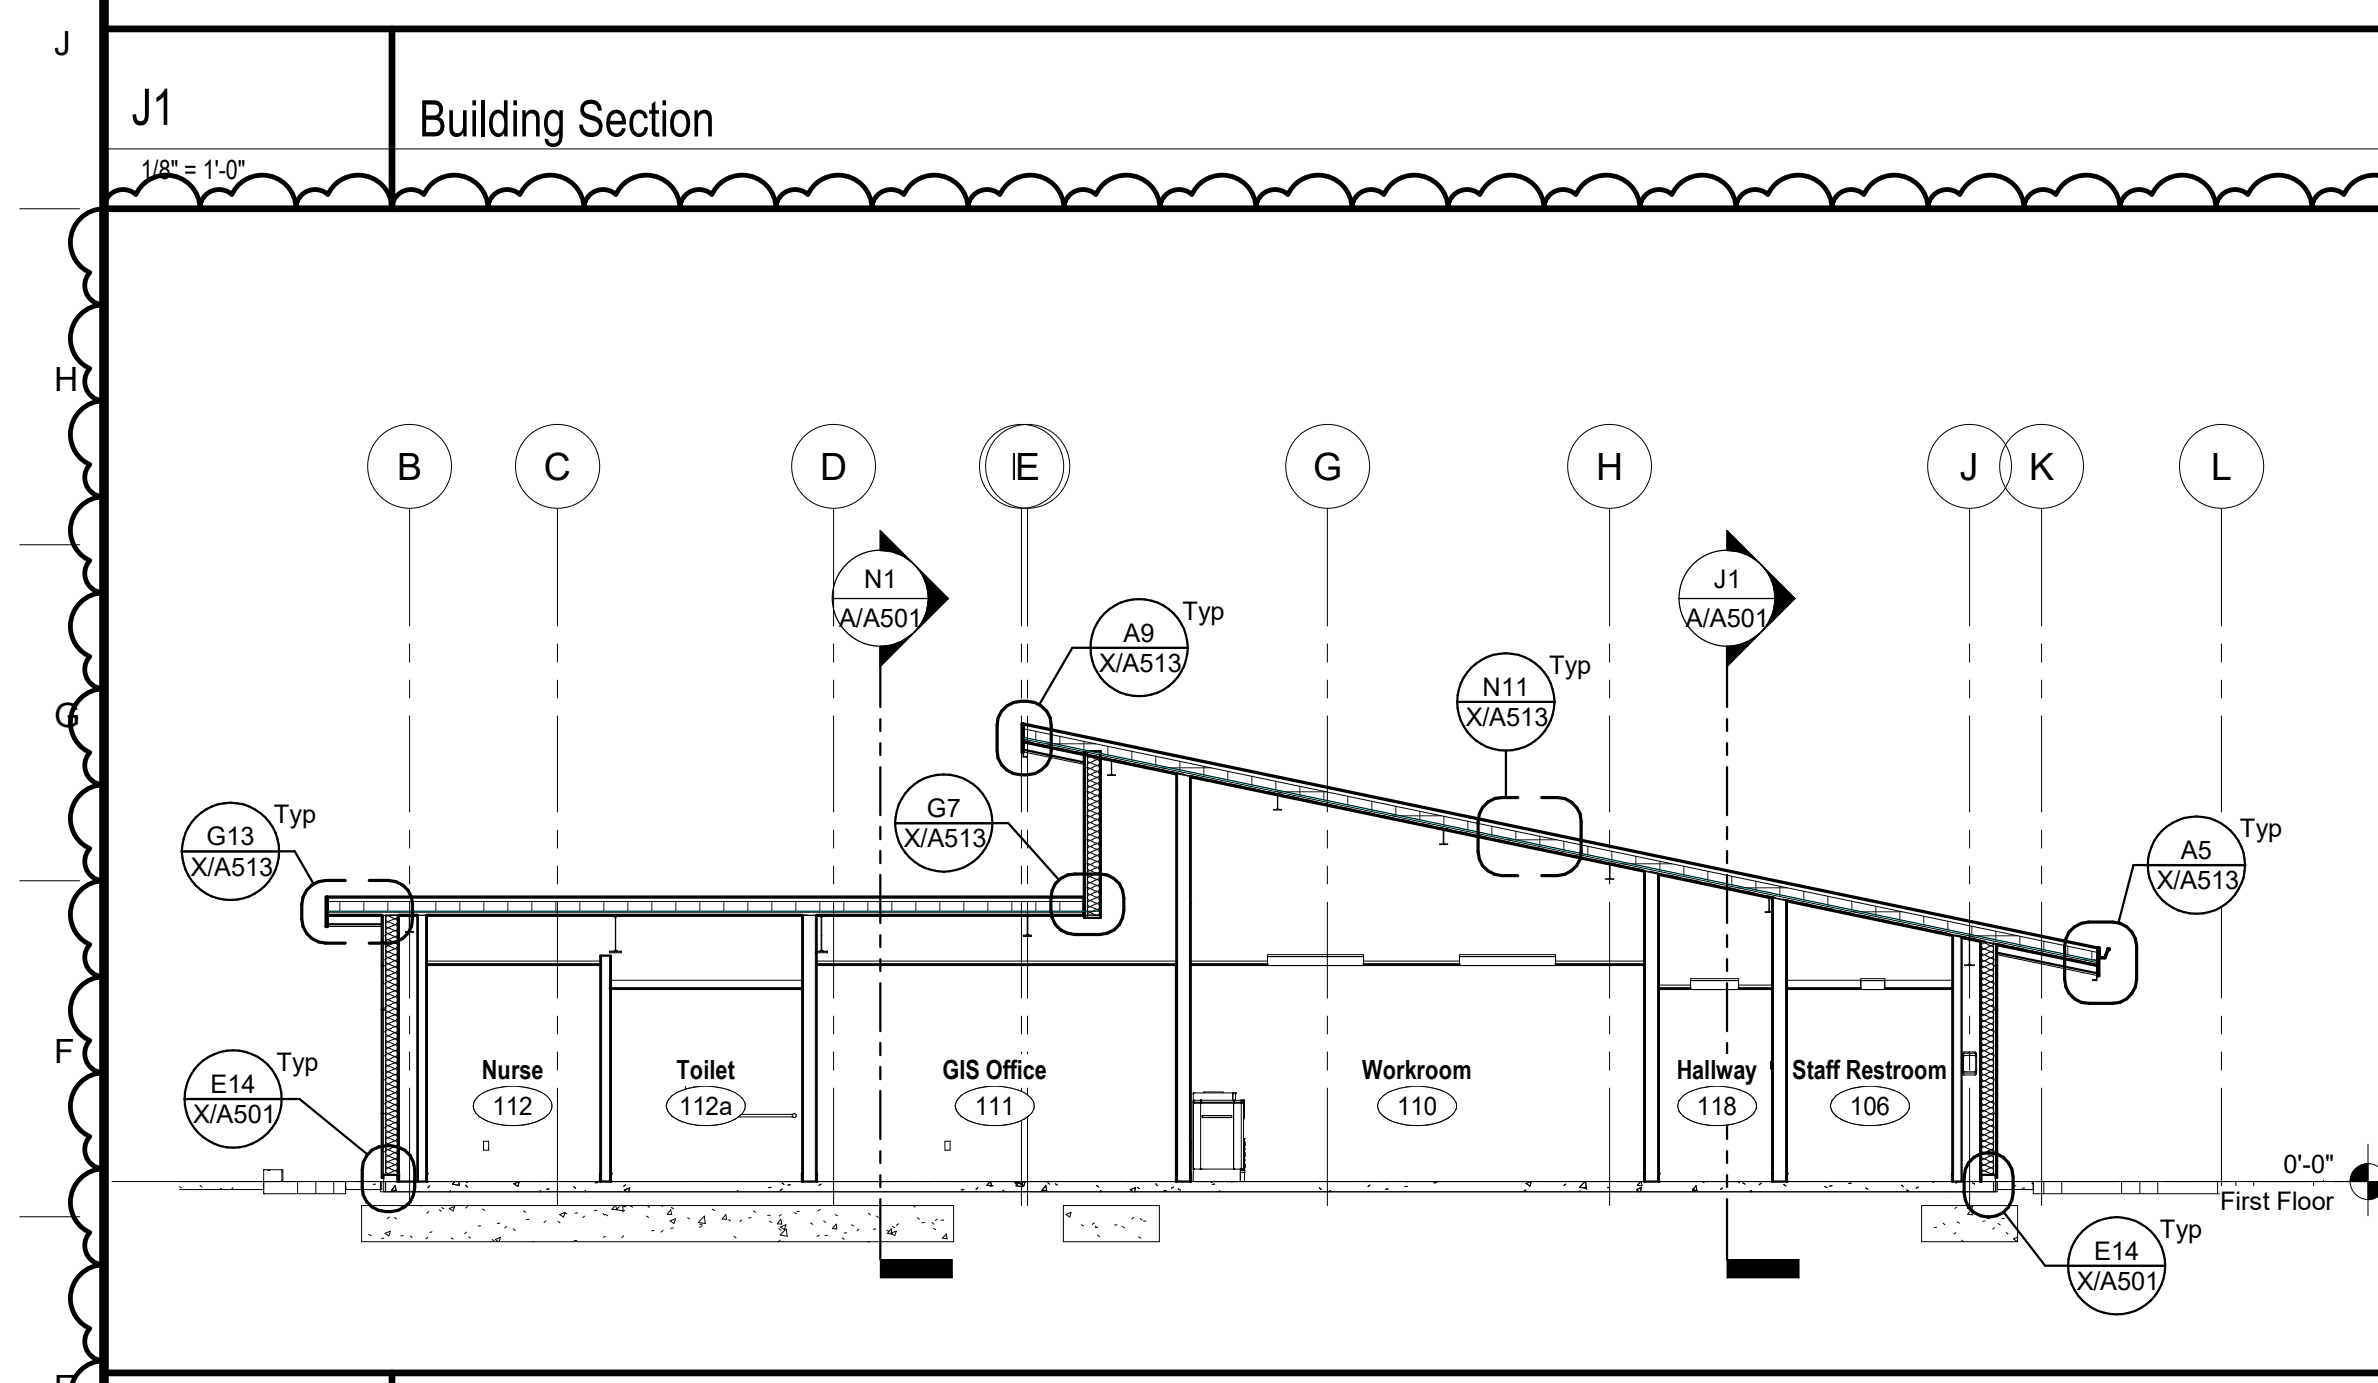 J
J1
Building Section
1/8" = 1'-0"
H
B
C
D
E
G
H
J
K
L
N1
A/A501
J1
A/A501
A9
X/A513
Typ
N11
X/A513
Typ
G
G13
X/A513
Typ
G7
X/A513
A5
X/A513
Typ
F
E14
X/A501
Typ
Nurse
112
Toilet
112a
GIS Office
111
Workroom
110
Hallway
118
Staff Restroom
106
0'-0"
First Floor
E14
X/A501
Typ